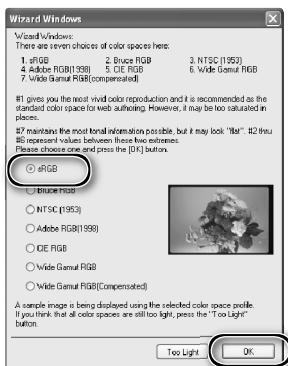 Wizard Windows
Wizard Windows:
There are seven choices of color spaces here:
1. sRGB 2. Bruce RGB 3. NTSC (1953)
4. Adobe RGB(1998) 5. CIE RGB 6. Wide Gamut RGB
7. Wide Gamut RGB(compensated)
#1 gives you the most vivid color reproduction and it is recommended as the
standard color space for web authoring. However, it may be too saturated in
places.
#7 maintains the most tonal information possible, but it may look "flat". #2 thru
#6 represent values between these two extremes.
Please choose one and press the [OK] button.
sRGB
Bruce RGB
NTSC (1953)
Adobe RGB(1998)
CIE RGB
Wide Gamut RGB
Wide Gamut RGB(Compensated)
A sample image is being displayed using the selected color space profile.
If you think that all color spaces are still too light, press the "Too Light"
button.
Too Light
OK